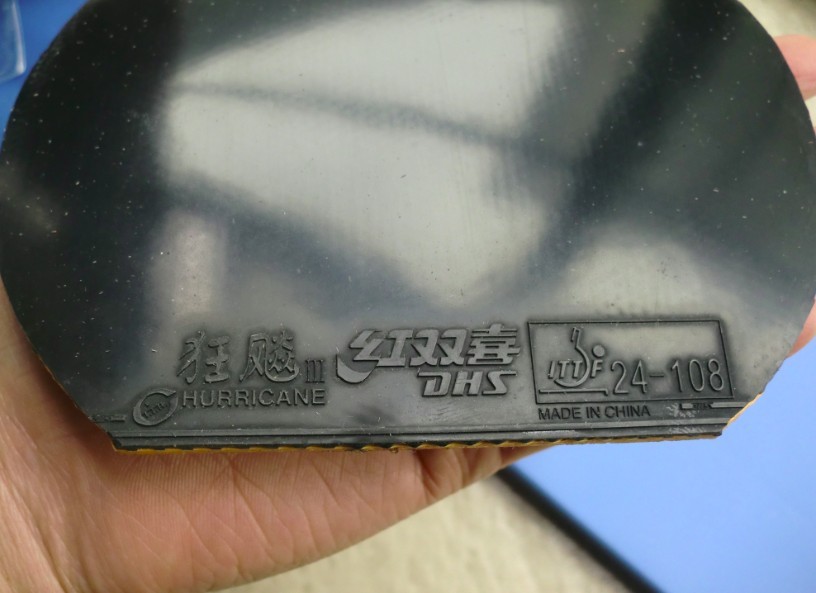 狂飚III
HURRICANE
红双喜
DHS
ITTF 24-108
MADE IN CHINA